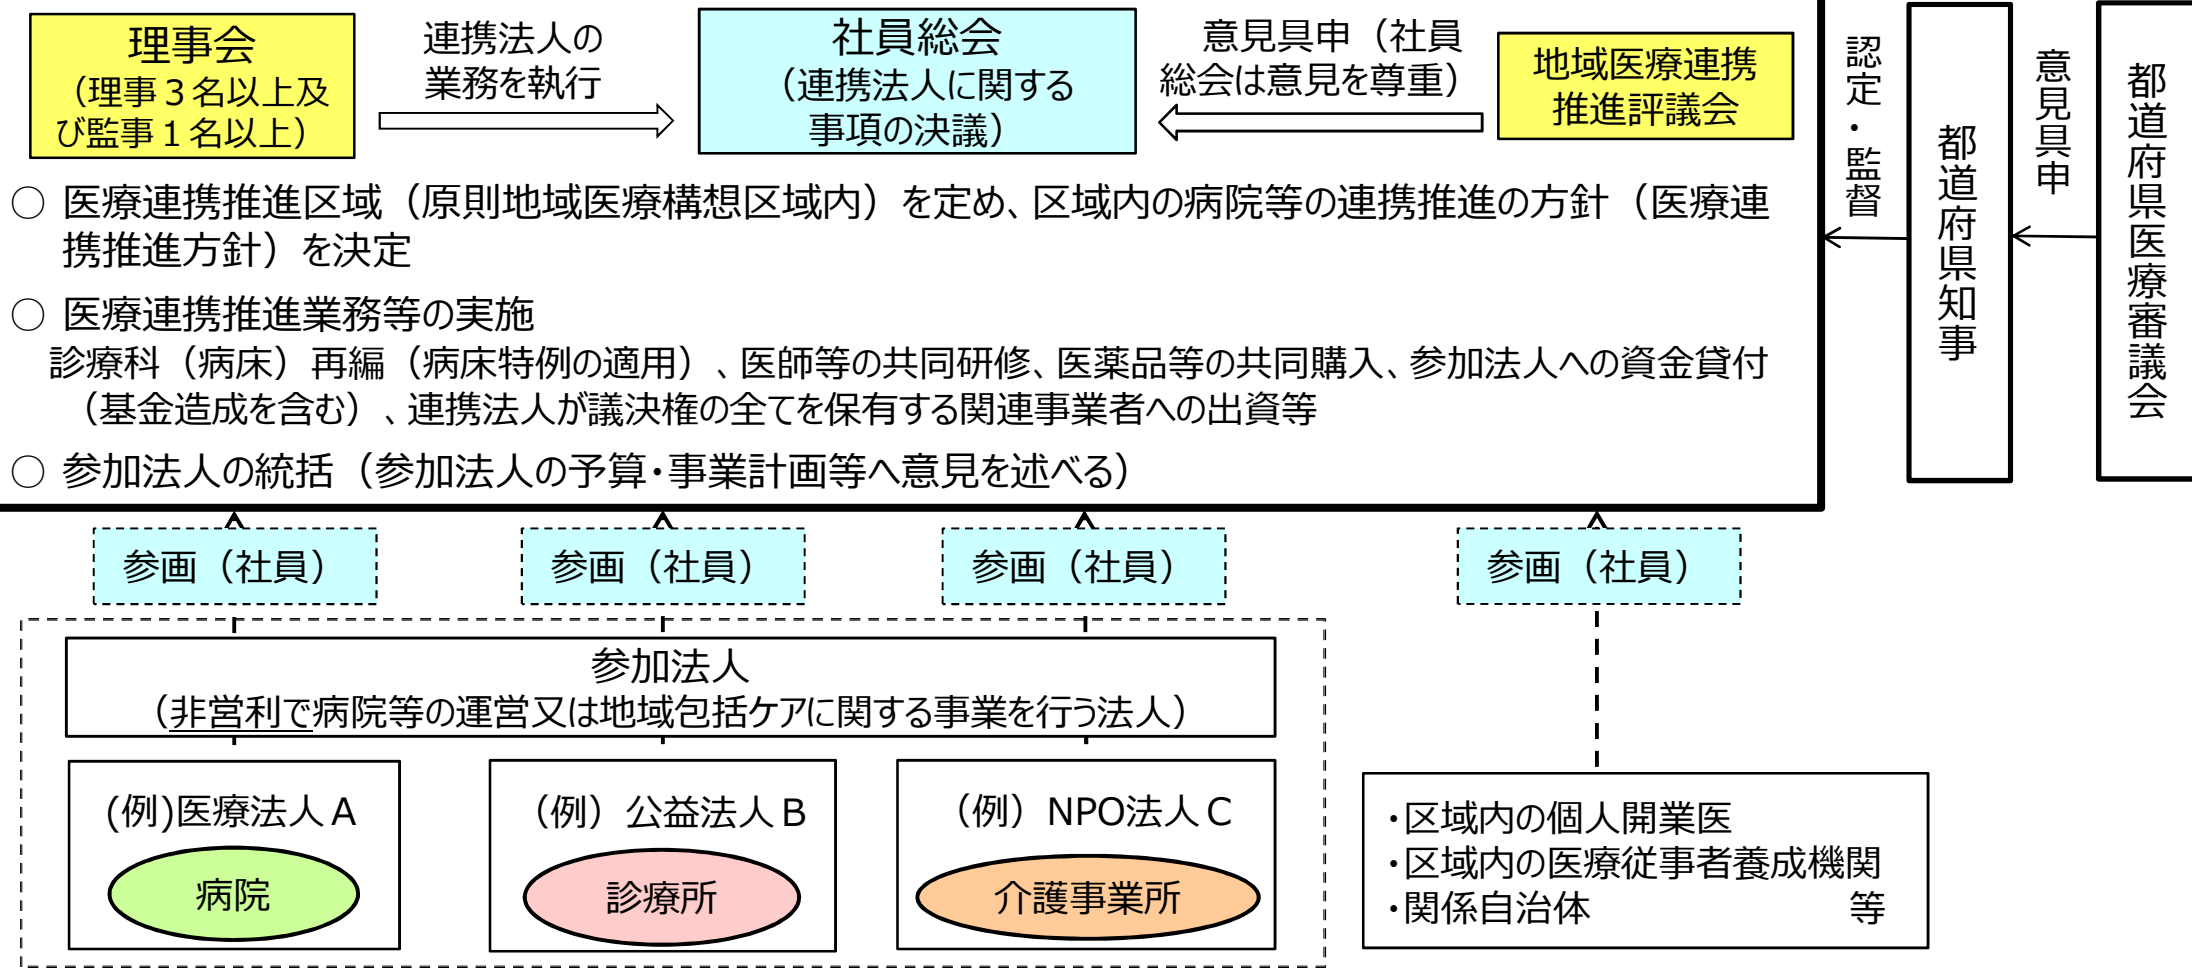 理事会
（理事３名以上及
び監事１名以上）
連携法人の
業務を執行
社員総会
（連携法人に関する
事項の決議）
意見具申（社員
総会は意見を尊重）
地域医療連携
推進評議会
認定・監督
都道府県知事
意見具申
都道府県医療審議会
○ 医療連携推進区域（原則地域医療構想区域内）を定め、区域内の病院等の連携推進の方針（医療連
携推進方針）を決定
○ 医療連携推進業務等の実施
診療科（病床）再編（病床特例の適用）、医師等の共同研修、医薬品等の共同購入、参加法人への資金貸付
（基金造成を含む）、連携法人が議決権の全てを保有する関連事業者への出資等
○ 参加法人の統括（参加法人の予算・事業計画等へ意見を述べる）
参画（社員）
参画（社員）
参画（社員）
参画（社員）
参加法人
（非営利で病院等の運営又は地域包括ケアに関する事業を行う法人）
(例)医療法人Ａ
病院
（例）公益法人Ｂ
診療所
（例）NPO法人Ｃ
介護事業所
・区域内の個人開業医
・区域内の医療従事者養成機関
・関係自治体　　　　　　　等